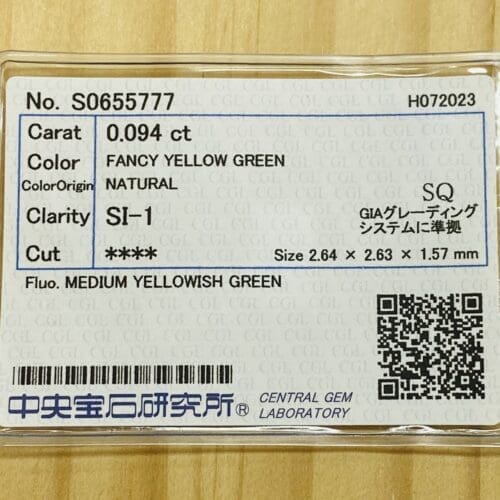 No. S0655777 H072023
Carat 0.094 ct
Color FANCY YELLOW GREEN
ColorOrigin NATURAL
Clarity SI-1 SQ
GIAグレーディング
システムに準拠
Cut **** Size 2.64 × 2.63 × 1.57 mm
Fluo. MEDIUM YELLOWISH GREEN
中央宝石研究所® CENTRAL GEM
LABORATORY